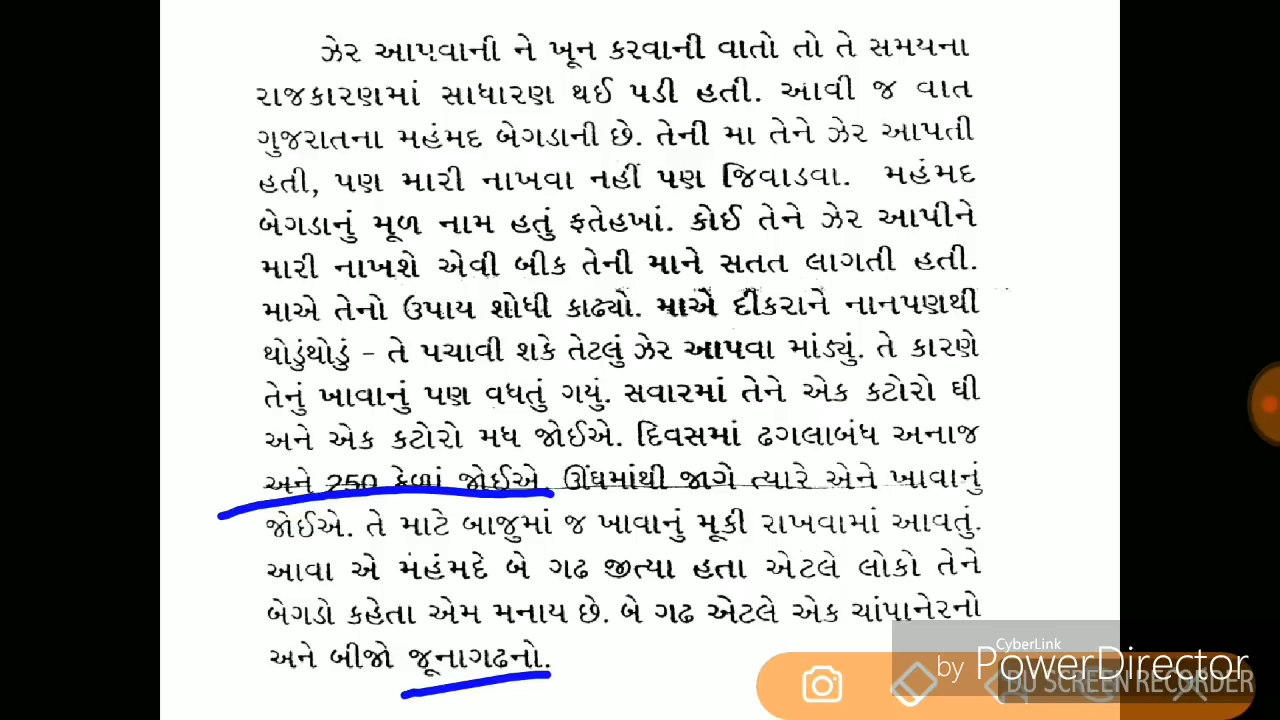 ઝેર આપવાની ને ખૂન કરવાની વાતો તો તે સમયના
રાજકારણમાં સાધારણ થઈ પડી હતી. આવી જ વાત
ગુજરાતના મહંમદ બેગડાની છે. તેની મા તેને ઝેર આપતી
હતી, પણ મારી નાખવા નહીં પણ જિવાડવા. મહંમદ
બેગડાનું મૂળ નામ હતું ફતેહખાં. કોઈ તેને ઝેર આપીને
મારી નાખશે એવી બીક તેની માને સતત લાગતી હતી.
માએ તેનો ઉપાય શોધી કાઢ્યો. માએ દીકરાને નાનપણથી
થોડુંથોડું – તે પચાવી શકે તેટલું ઝેર આપવા માંડ્યું. તે કારણે
તેનું ખાવાનું પણ વધતું ગયું. સવારમાં તેને એક કટોરો ઘી
અને એક કટોરો મધ જોઈએ. દિવસમાં ઢગલાબંધ અનાજ
અને 250 કેળાં જોઈએ. ઊંઘમાંથી જાગે ત્યારે એને ખાવાનું
જોઈએ. તે માટે બાજુમાં જ ખાવાનું મૂકી રાખવામાં આવતું.
આવા એ મહંમદે બે ગઢ જીત્યા હતા એટલે લોકો તેને
બેગડો કહેતા એમ મનાય છે. બે ગઢ એટલે એક ચાંપાનેરનો
અને બીજો જૂનાગઢનો.
CyberLink
by PowerDirector
DU SCREEN RECORDER